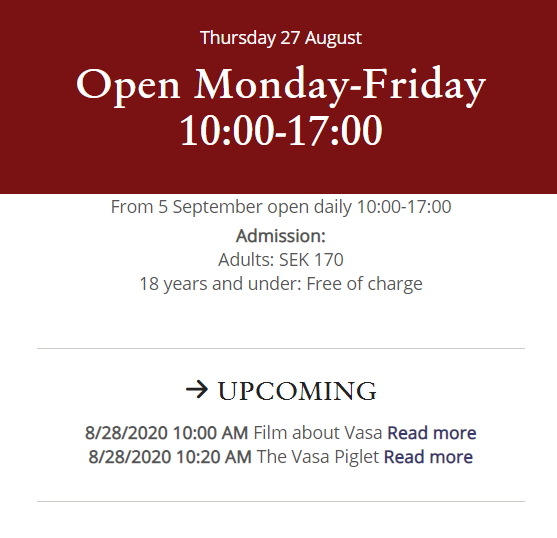 Thursday 27 August
Open Monday-Friday
10:00-17:00
From 5 September open daily 10:00-17:00
Admission:
Adults: SEK 170
18 years and under: Free of charge
→ UPCOMING
8/28/2020 10:00 AM Film about Vasa Read more
8/28/2020 10:20 AM The Vasa Piglet Read more